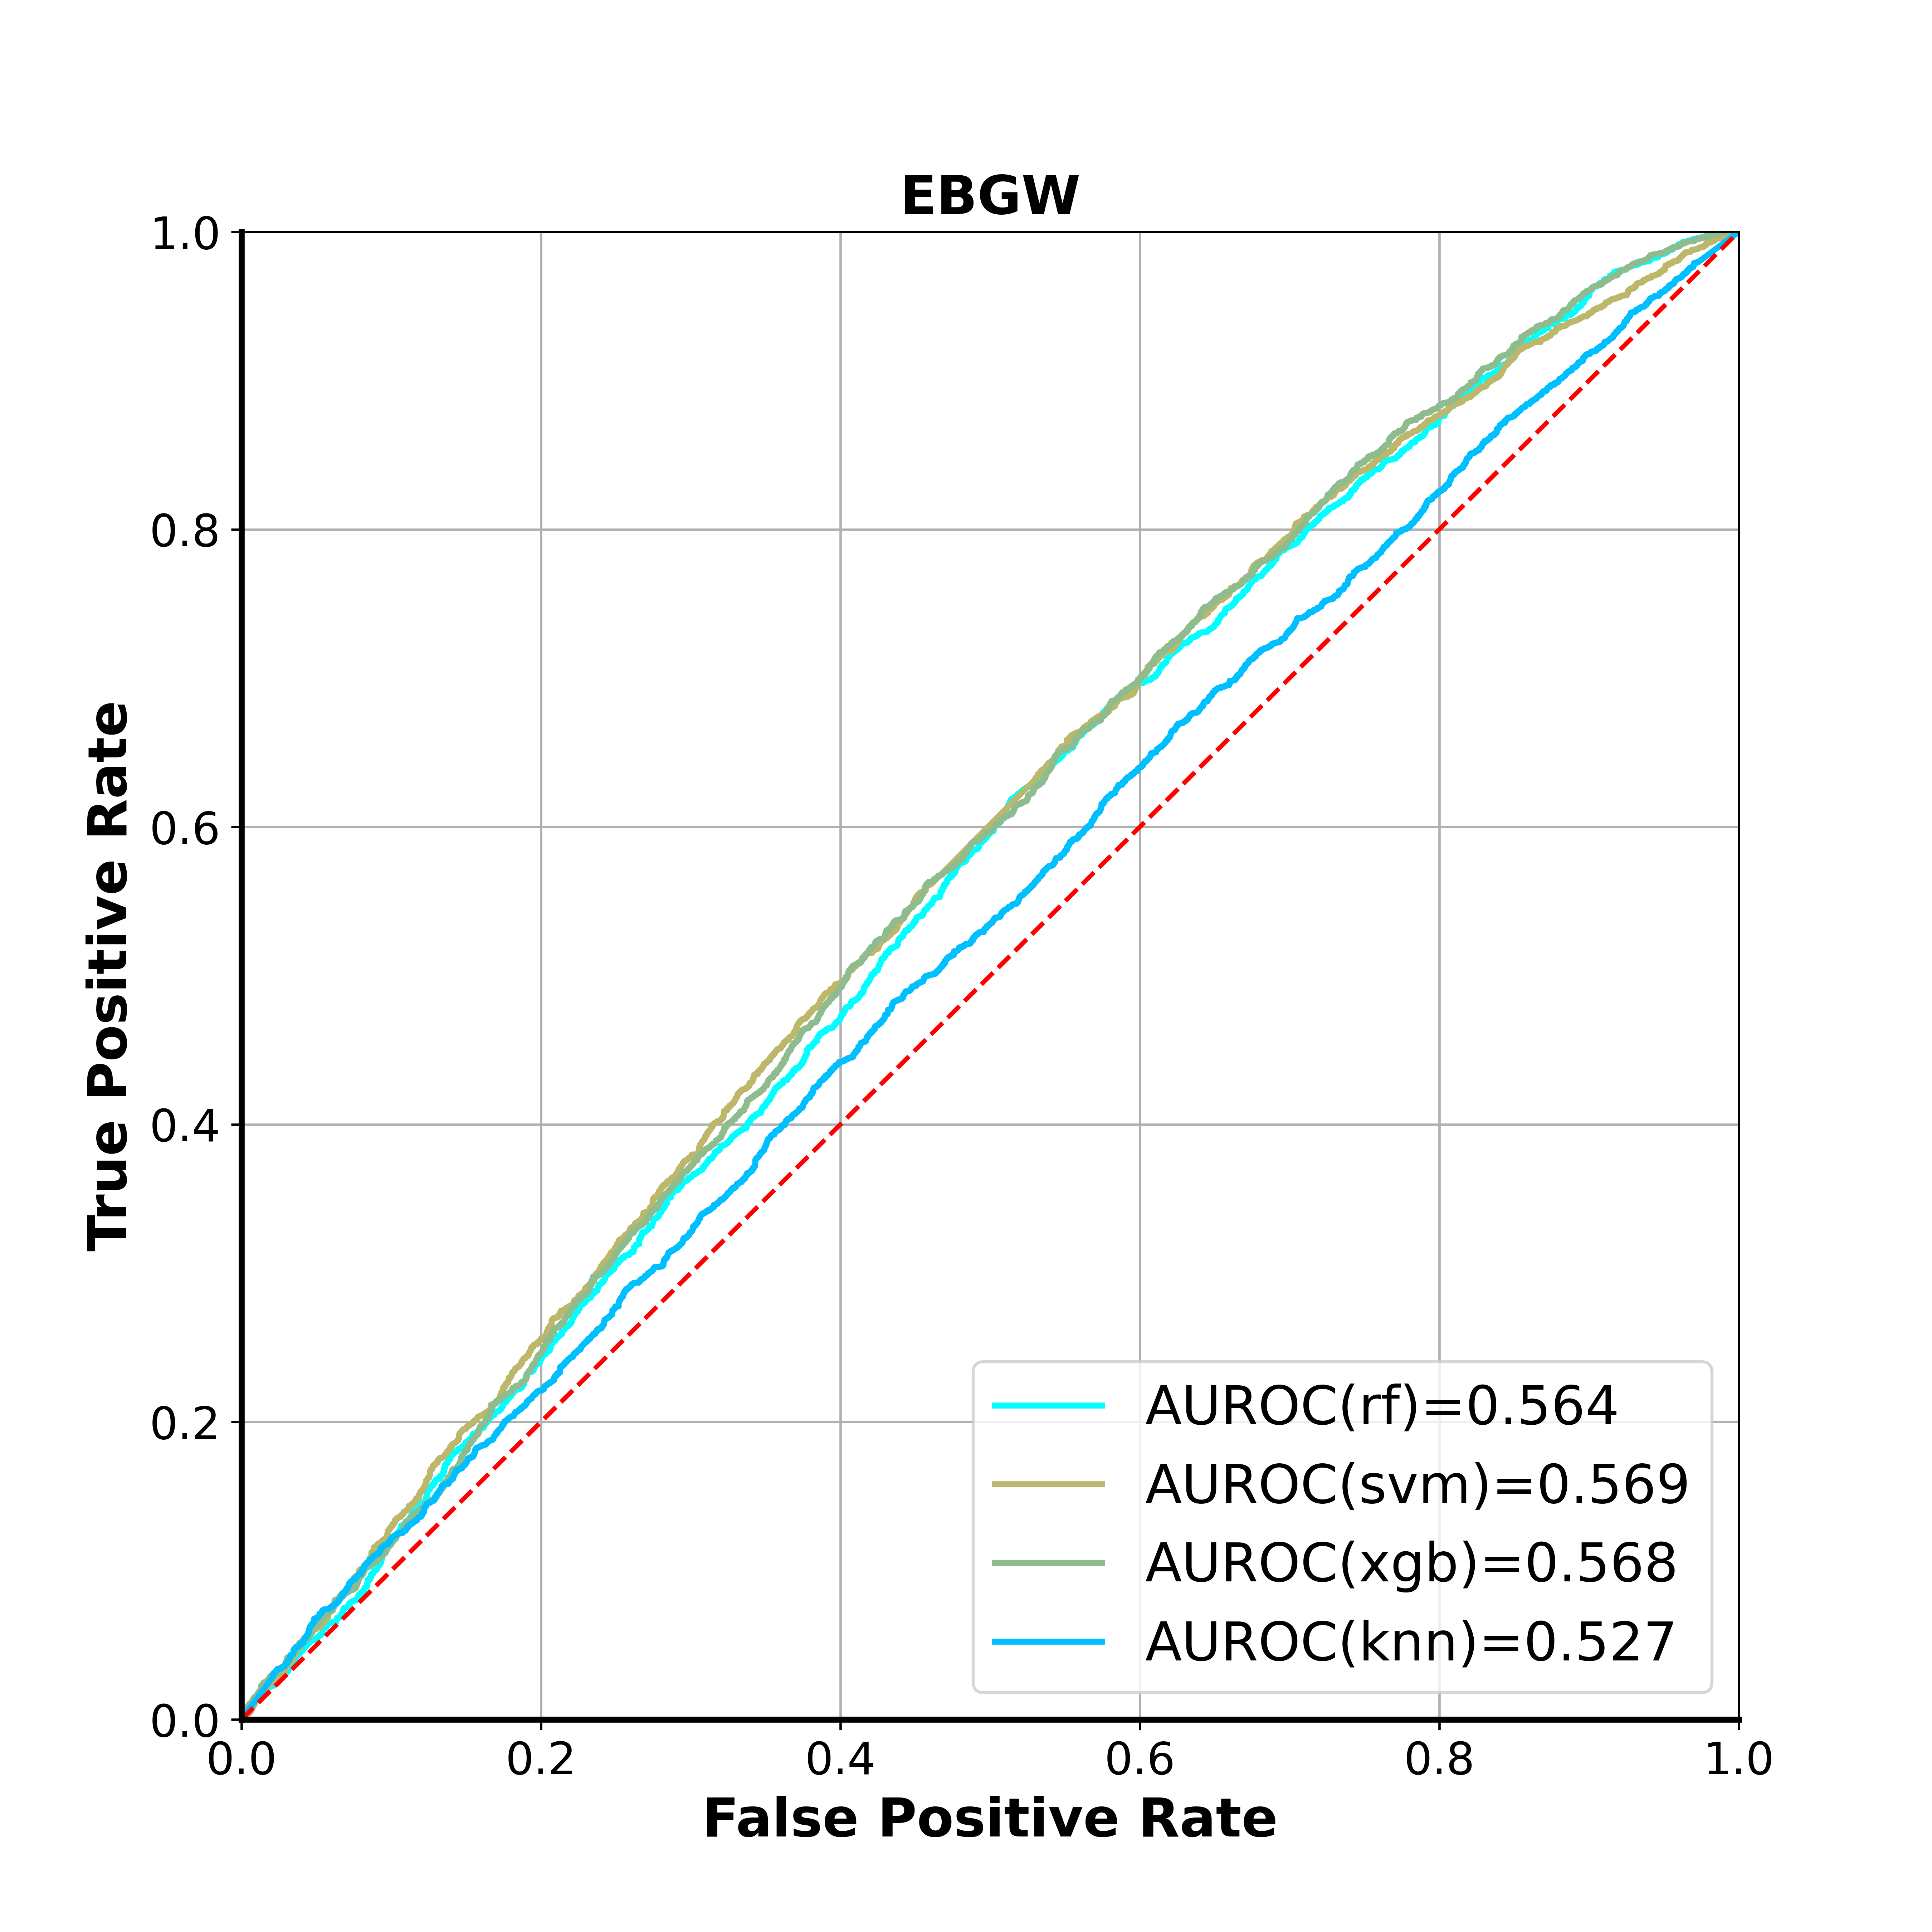 EBGW
True Positive Rate
1.0
0.8
0.6
0.4
0.2
0.0
AUROC(rf)=0.564
AUROC(svm)=0.569
AUROC(xgb)=0.568
AUROC(knn)=0.527
0.0 0.2 0.4 0.6 0.8 1.0
False Positive Rate